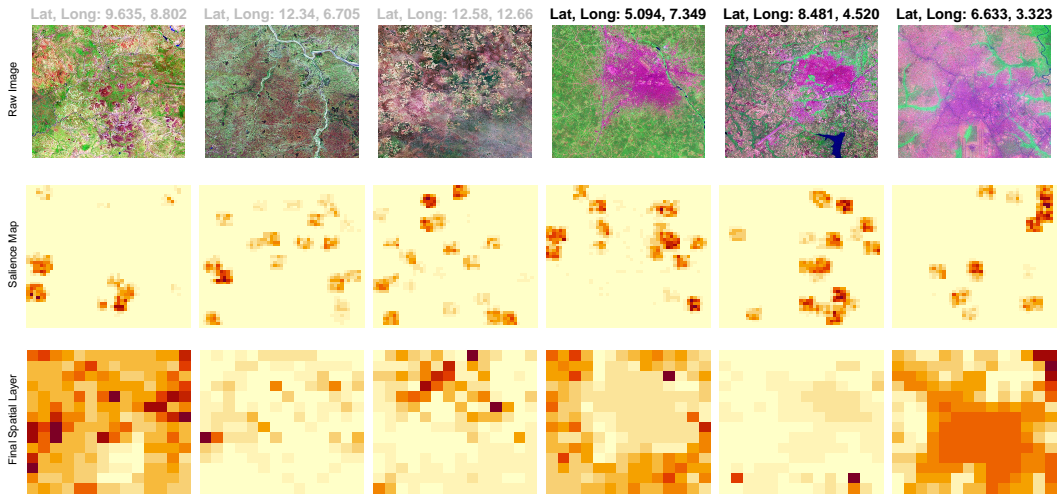 Lat, Long: 9.635, 8.802
Lat, Long: 12.34, 6.705
Lat, Long: 12.58, 12.66
Lat, Long: 5.094, 7.349
Lat, Long: 8.481, 4.520
Lat, Long: 6.633, 3.323
Raw Image
Salience Map
Final Spatial Layer